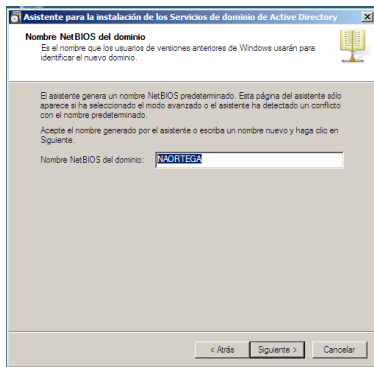 Asistente para la instalación de los Servicios de dominio de Active Directory
Nombre NetBIOS del dominio
Es el nombre que los usuarios de versiones anteriores de Windows usarán para
identificar el nuevo dominio.
El asistente genera un nombre NetBIOS predeterminado. Esta página del asistente sólo
aparece si ha seleccionado el modo avanzado o el asistente ha detectado un conflicto
con el nombre predeterminado.
Acepte el nombre generado por el asistente o escriba un nombre nuevo y haga clic en
Siguiente.
Nombre NetBIOS del dominio: NAORTEGA
< Atrás Siguiente > Cancelar